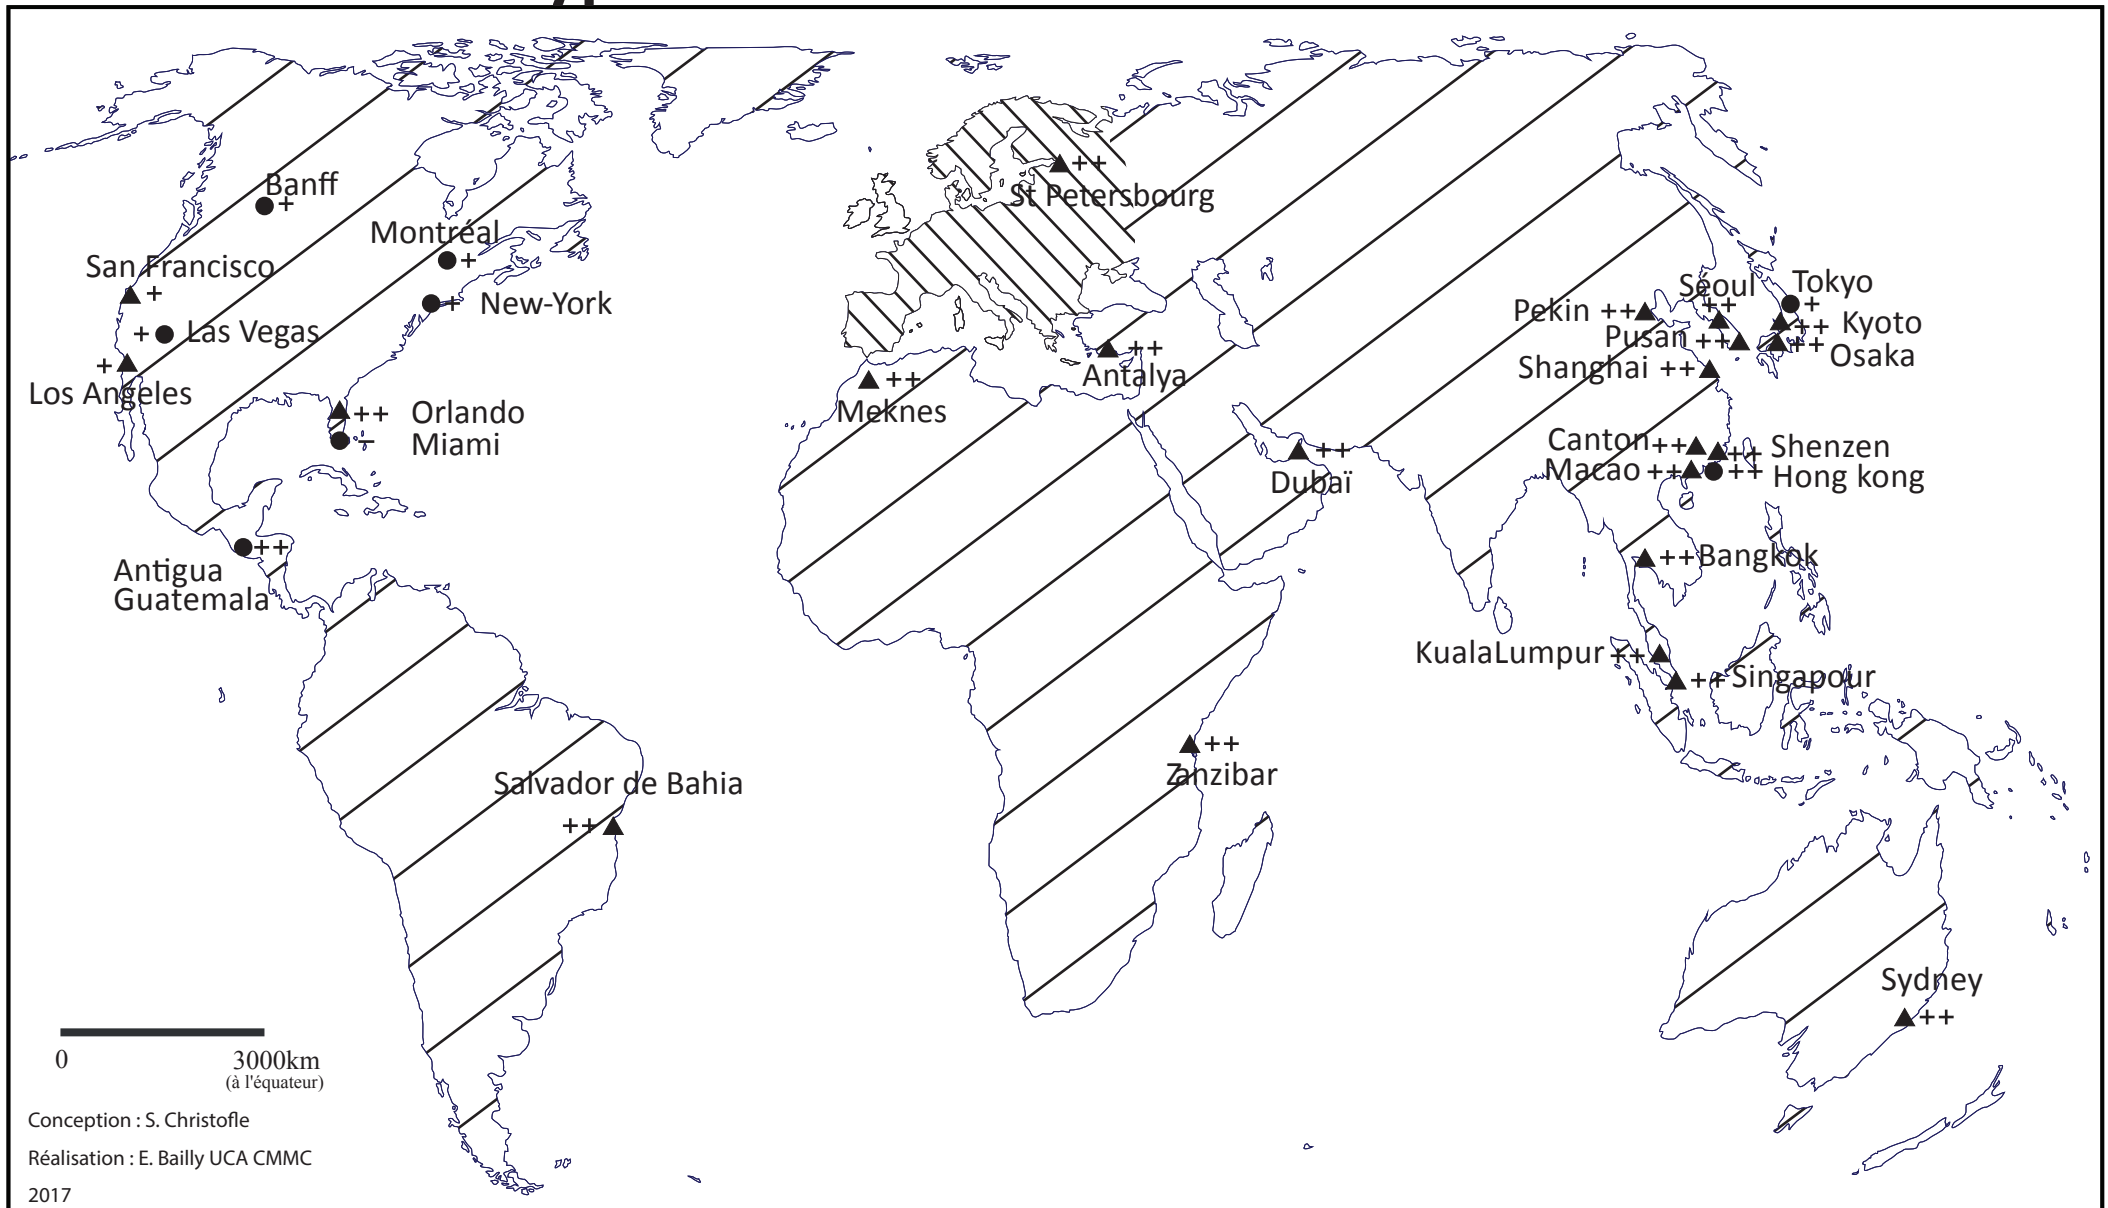 Banff
+
Montréal
+
San Francisco
+
New-York
+
+ Las Vegas
+
Los Angeles
++ Orlando
- Miami
++
Antigua
Guatemala
Salvador de Bahia
++
++
St Petersbourg
++
Antalya
++
Meknes
++
Dubaï
++
Zanzibar
Séoul
++
Tokyo
+
Pekin ++
++ Kyoto
Pusan ++
++ Osaka
Shanghai ++
Canton ++
++ Shenzen
Macao ++
++ Hong kong
++ Bangkok
KualaLumpur ++
++ Singapour
Sydney
++
0 3000km
(à l'équateur)
Conception : S. Christofle
Réalisation : E. Bailly UCA CMMC
2017